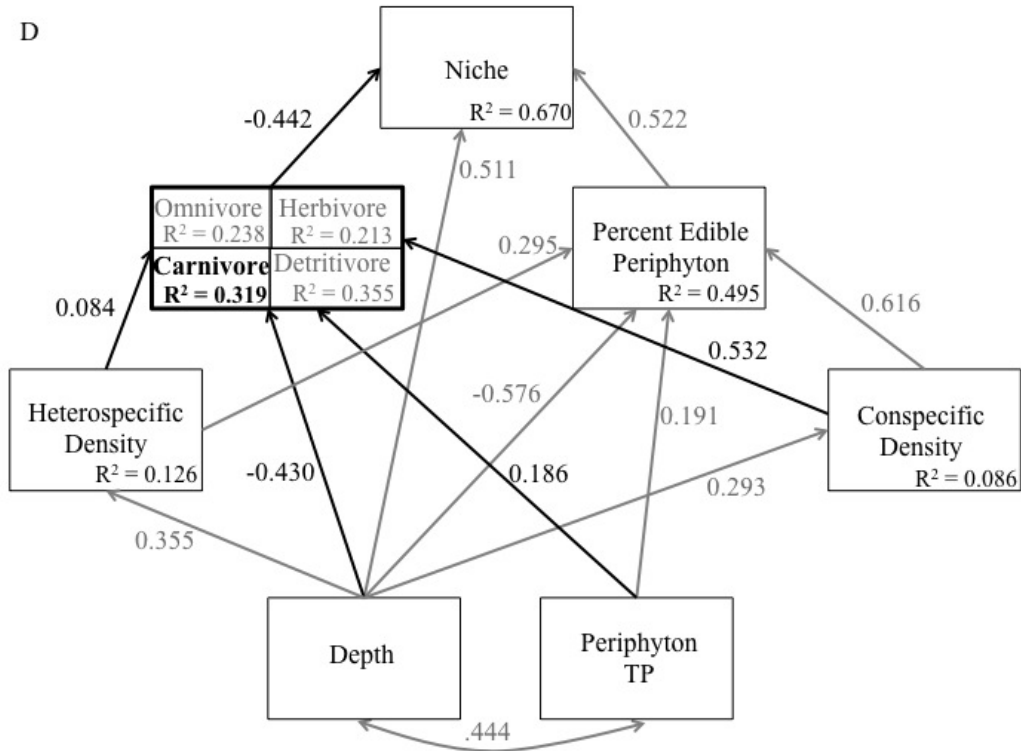 D
Niche
R² = 0.670
-0.442
0.522
0.511
Omnivore
R² = 0.238
Herbivore
R² = 0.213
Carnivore
R² = 0.319
Detritivore
R² = 0.355
0.295
Percent Edible
Periphyton
R² = 0.495
0.084
0.616
0.532
Heterospecific
Density
R² = 0.126
-0.576
0.191
Conspecific
Density
R² = 0.086
-0.430
0.186
0.293
0.355
Depth
Periphyton
TP
.444